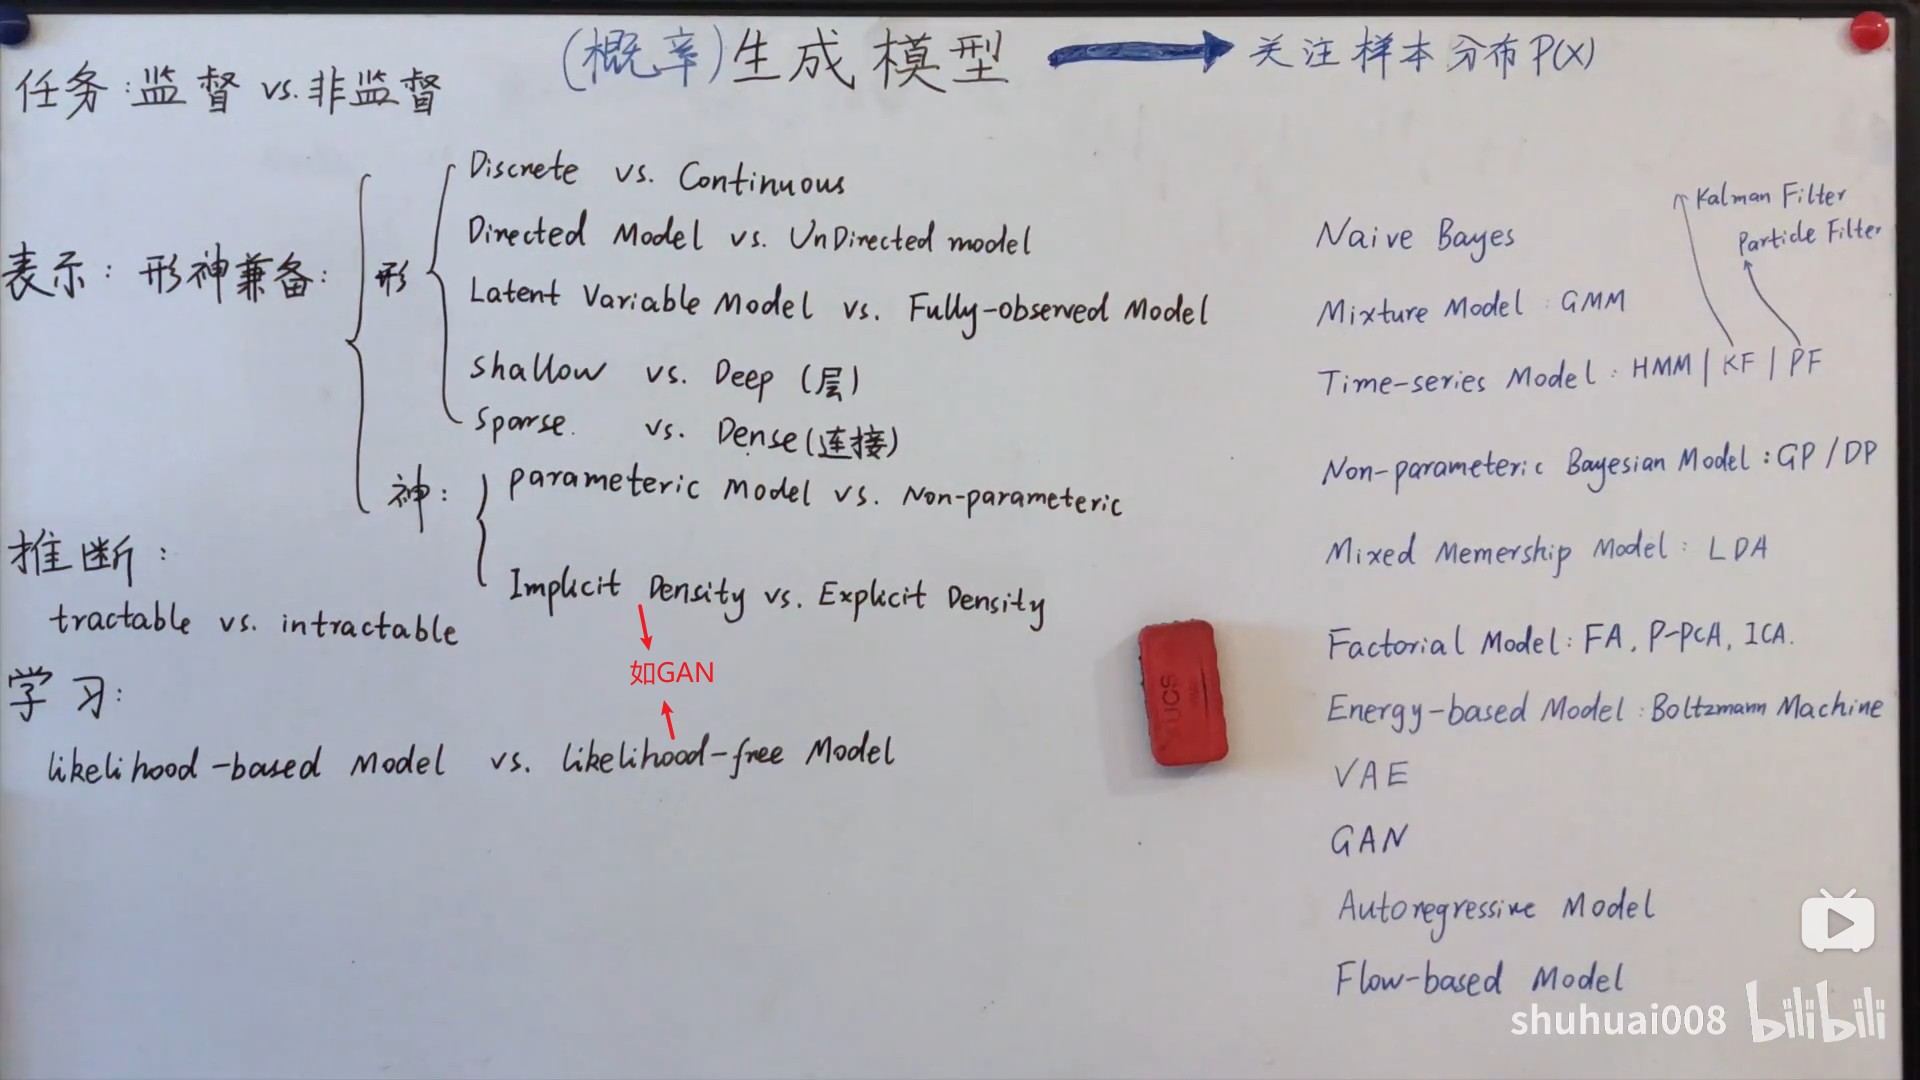 (概率)生成模型 → 关注样本分布P(X)
任务:监督 vs.非监督
表示:形神兼备:
形
Discrete vs. Continuous
Directed Model vs. UnDirected model
Latent Variable Model vs. Fully-observed Model
Shallow vs. Deep (层)
Sparse. vs. Dense(连接)
神:
parameteric Model vs. Non-parameteric
Implicit Density vs. Explicit Density
如GAN
推断:
tractable vs. intractable
学习:
likelihood-based Model vs. likelihood-free Model
Kalman Filter
Particle Filter
Naive Bayes
Mixture Model : GMM
Time-series Model : HMM | KF | PF
Non-parameteric Bayesian Model : GP / DP
Mixed Memership Model : LDA
Factorial Model : FA, P-PCA, ICA.
Energy-based Model : Boltzmann Machine
VAE
GAN
Autoregressive Model
Flow-based Model
UCS
shuhuai008 bilibili